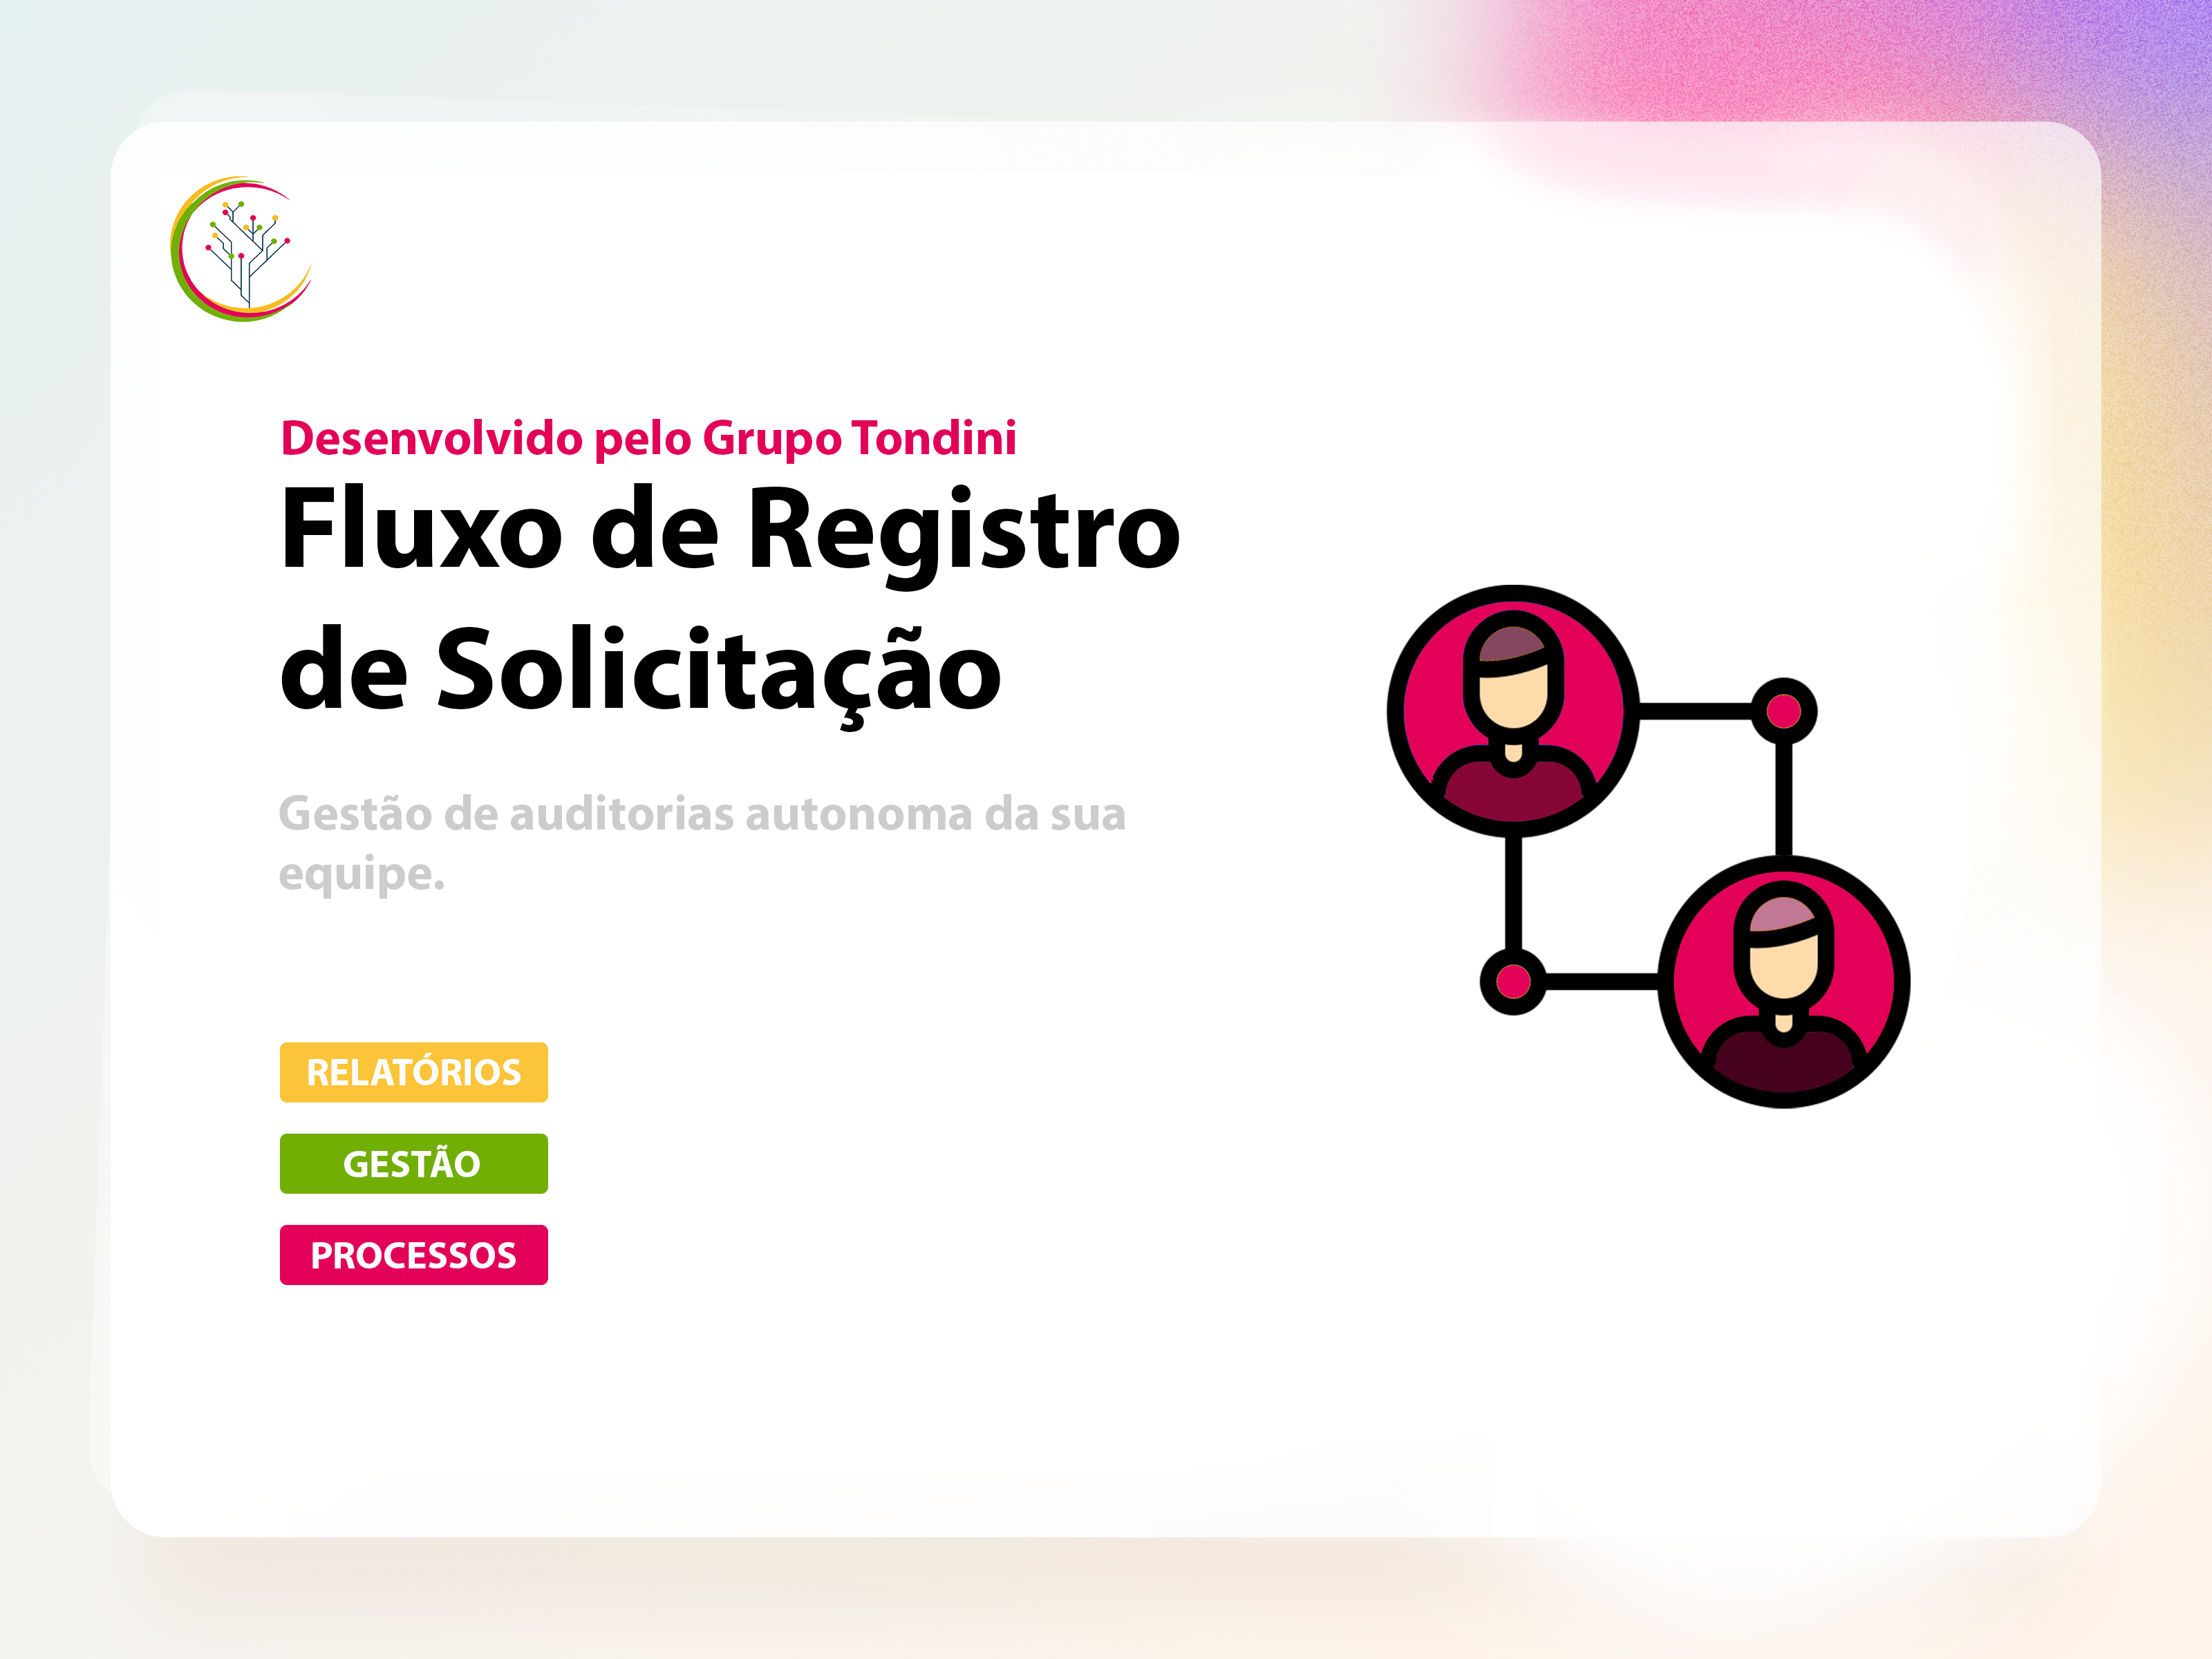 Desenvolvido pelo Grupo Tondini
Fluxo de Registro
de Solicitação
Gestão de auditorias autonoma da sua
equipe.
RELATÓRIOS
GESTÃO
PROCESSOS